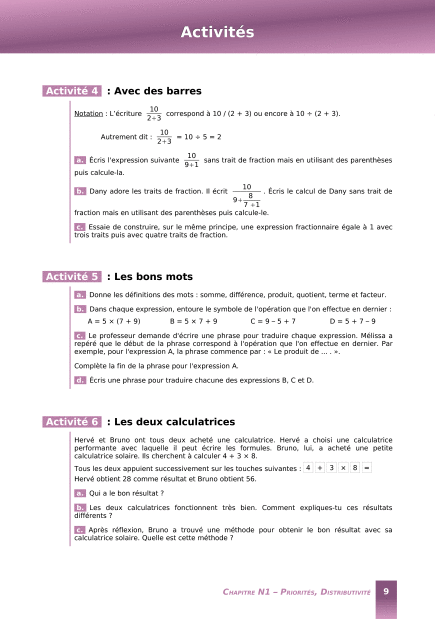 Activités
Activité 4 : Avec des barres
Notation : L'écriture 10/2+3 correspond à 10 / (2 + 3) ou encore à 10 ÷ (2 + 3).
Autrement dit : 10/2+3 = 10 ÷ 5 = 2
a. Écris l'expression suivante 10/9+1 sans trait de fraction mais en utilisant des parenthèses
puis calcule-la.
b. Dany adore les traits de fraction. Il écrit 10/(9+8/(7+1)) . Écris le calcul de Dany sans trait de
fraction mais en utilisant des parenthèses puis calcule-le.
c. Essaie de construire, sur le même principe, une expression fractionnaire égale à 1 avec
trois traits puis avec quatre traits de fraction.
Activité 5 : Les bons mots
a. Donne les définitions des mots : somme, différence, produit, quotient, terme et facteur.
b. Dans chaque expression, entoure le symbole de l'opération que l'on effectue en dernier :
A = 5 × (7 + 9) B = 5 × 7 + 9 C = 9 – 5 + 7 D = 5 + 7 – 9
c. Le professeur demande d'écrire une phrase pour traduire chaque expression. Mélissa a
repéré que le début de la phrase correspond à l'opération que l'on effectue en dernier. Par
exemple, pour l'expression A, la phrase commence par : « Le produit de ... . ».
Complète la fin de la phrase pour l'expression A.
d. Écris une phrase pour traduire chacune des expressions B, C et D.
Activité 6 : Les deux calculatrices
Hervé et Bruno ont tous deux acheté une calculatrice. Hervé a choisi une calculatrice
performante avec laquelle il peut écrire les formules. Bruno, lui, a acheté une petite
calculatrice solaire. Ils cherchent à calculer 4 + 3 × 8.
Tous les deux appuient successivement sur les touches suivantes : 4 + 3 × 8 =
Hervé obtient 28 comme résultat et Bruno obtient 56.
a. Qui a le bon résultat ?
b. Les deux calculatrices fonctionnent très bien. Comment expliques-tu ces résultats
différents ?
c. Après réflexion, Bruno a trouvé une méthode pour obtenir le bon résultat avec sa
calculatrice solaire. Quelle est cette méthode ?
Chapitre N1 – Priorités, Distributivité 9